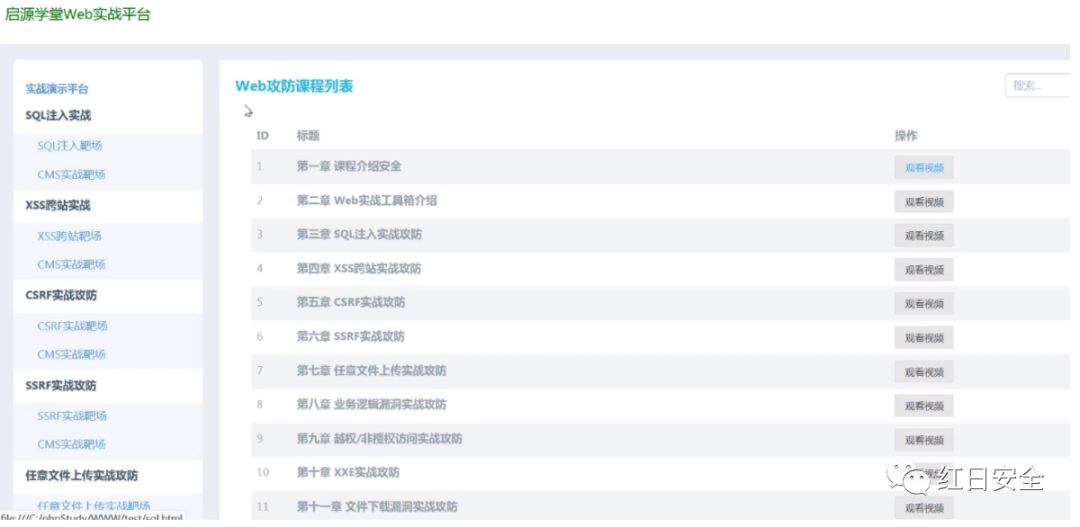 启源学堂Web实战平台
实战演示平台
SQL注入实战
SQL注入靶场
CMS实战靶场
XSS跨站实战
XSS跨站靶场
CMS实战靶场
CSRF实战攻防
CSRF实战靶场
CMS实战靶场
SSRF实战攻防
SSRF实战靶场
CMS实战靶场
任意文件上传实战攻防
任意文件上传实战靶场
file:///C:/phpStudy/WWW/test/sql.html
Web攻防课程列表
搜索...
ID 标题 操作
1 第一章 课程介绍安全 观看视频
2 第二章 Web实战工具箱介绍 观看视频
3 第三章 SQL注入实战攻防 观看视频
4 第四章 XSS跨站实战攻防 观看视频
5 第五章 CSRF实战攻防 观看视频
6 第六章 SSRF实战攻防 观看视频
7 第七章 任意文件上传实战攻防 观看视频
8 第八章 业务逻辑漏洞实战攻防 观看视频
9 第九章 越权/非授权访问实战攻防 观看视频
10 第十章 XXE实战攻防
11 第十一章 文件下载漏洞实战攻防 观看视频
红日安全